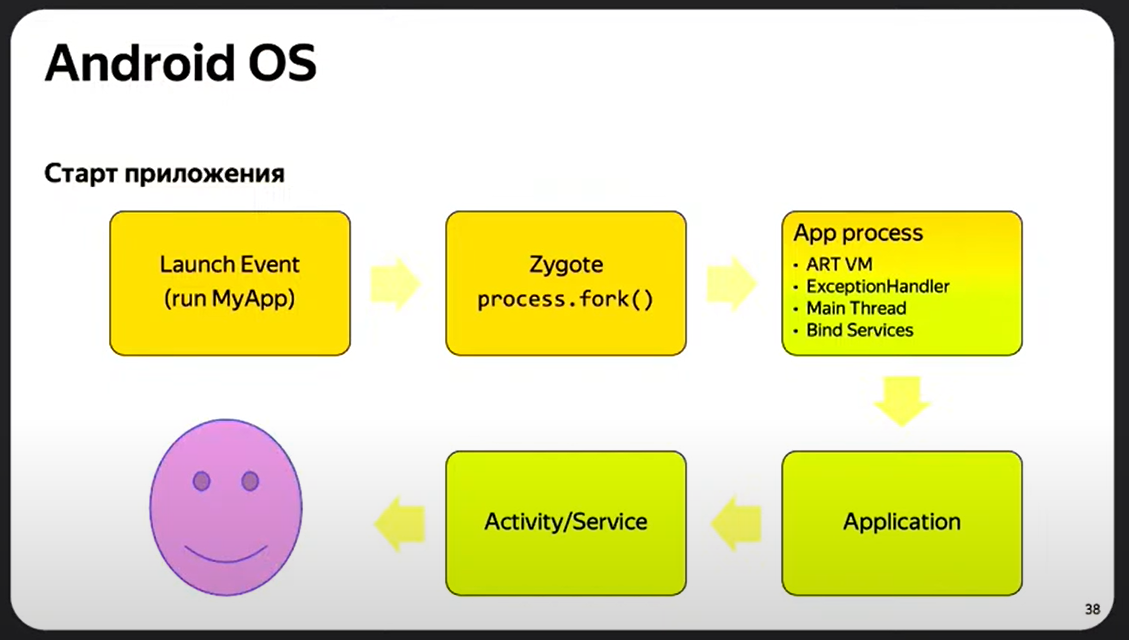 Android OS
Старт приложения
Launch Event
(run MyApp)
Zygote
process.fork()
App process
• ART VM
• ExceptionHandler
• Main Thread
• Bind Services
Activity/Service
Application
38